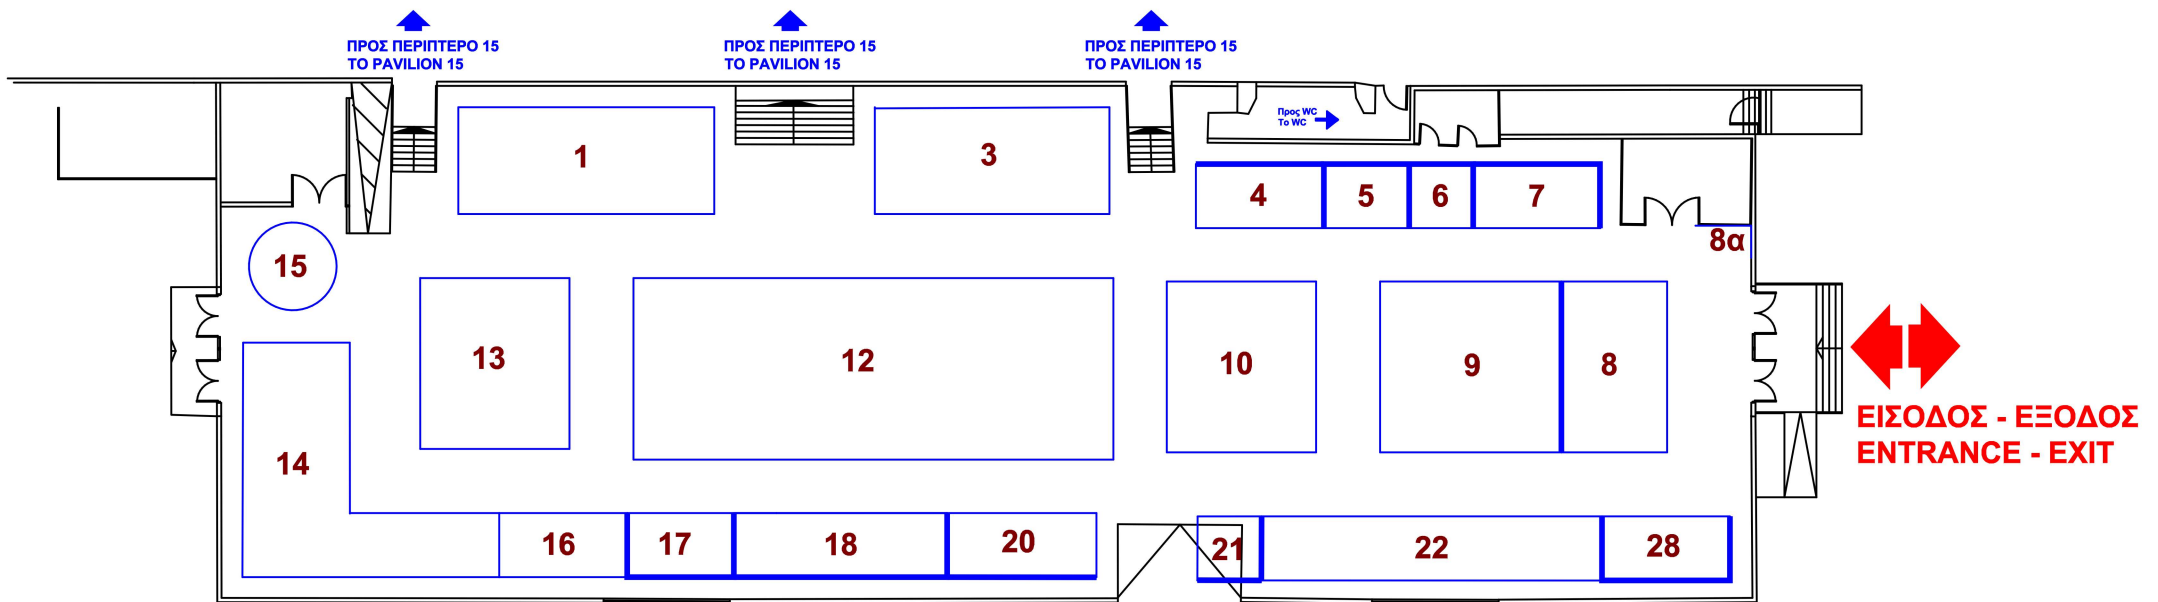 ΠΡΟΣ ΠΕΡΙΠΤΕΡΟ 15
TO PAVILION 15
ΠΡΟΣ ΠΕΡΙΠΤΕΡΟ 15
TO PAVILION 15
ΠΡΟΣ ΠΕΡΙΠΤΕΡΟ 15
TO PAVILION 15
Προς WC
To WC
1
3
4
5
6
7
8α
15
13
12
10
9
8
14
16
17
18
20
21
22
28
ΕΙΣΟΔΟΣ - ΕΞΟΔΟΣ
ENTRANCE - EXIT